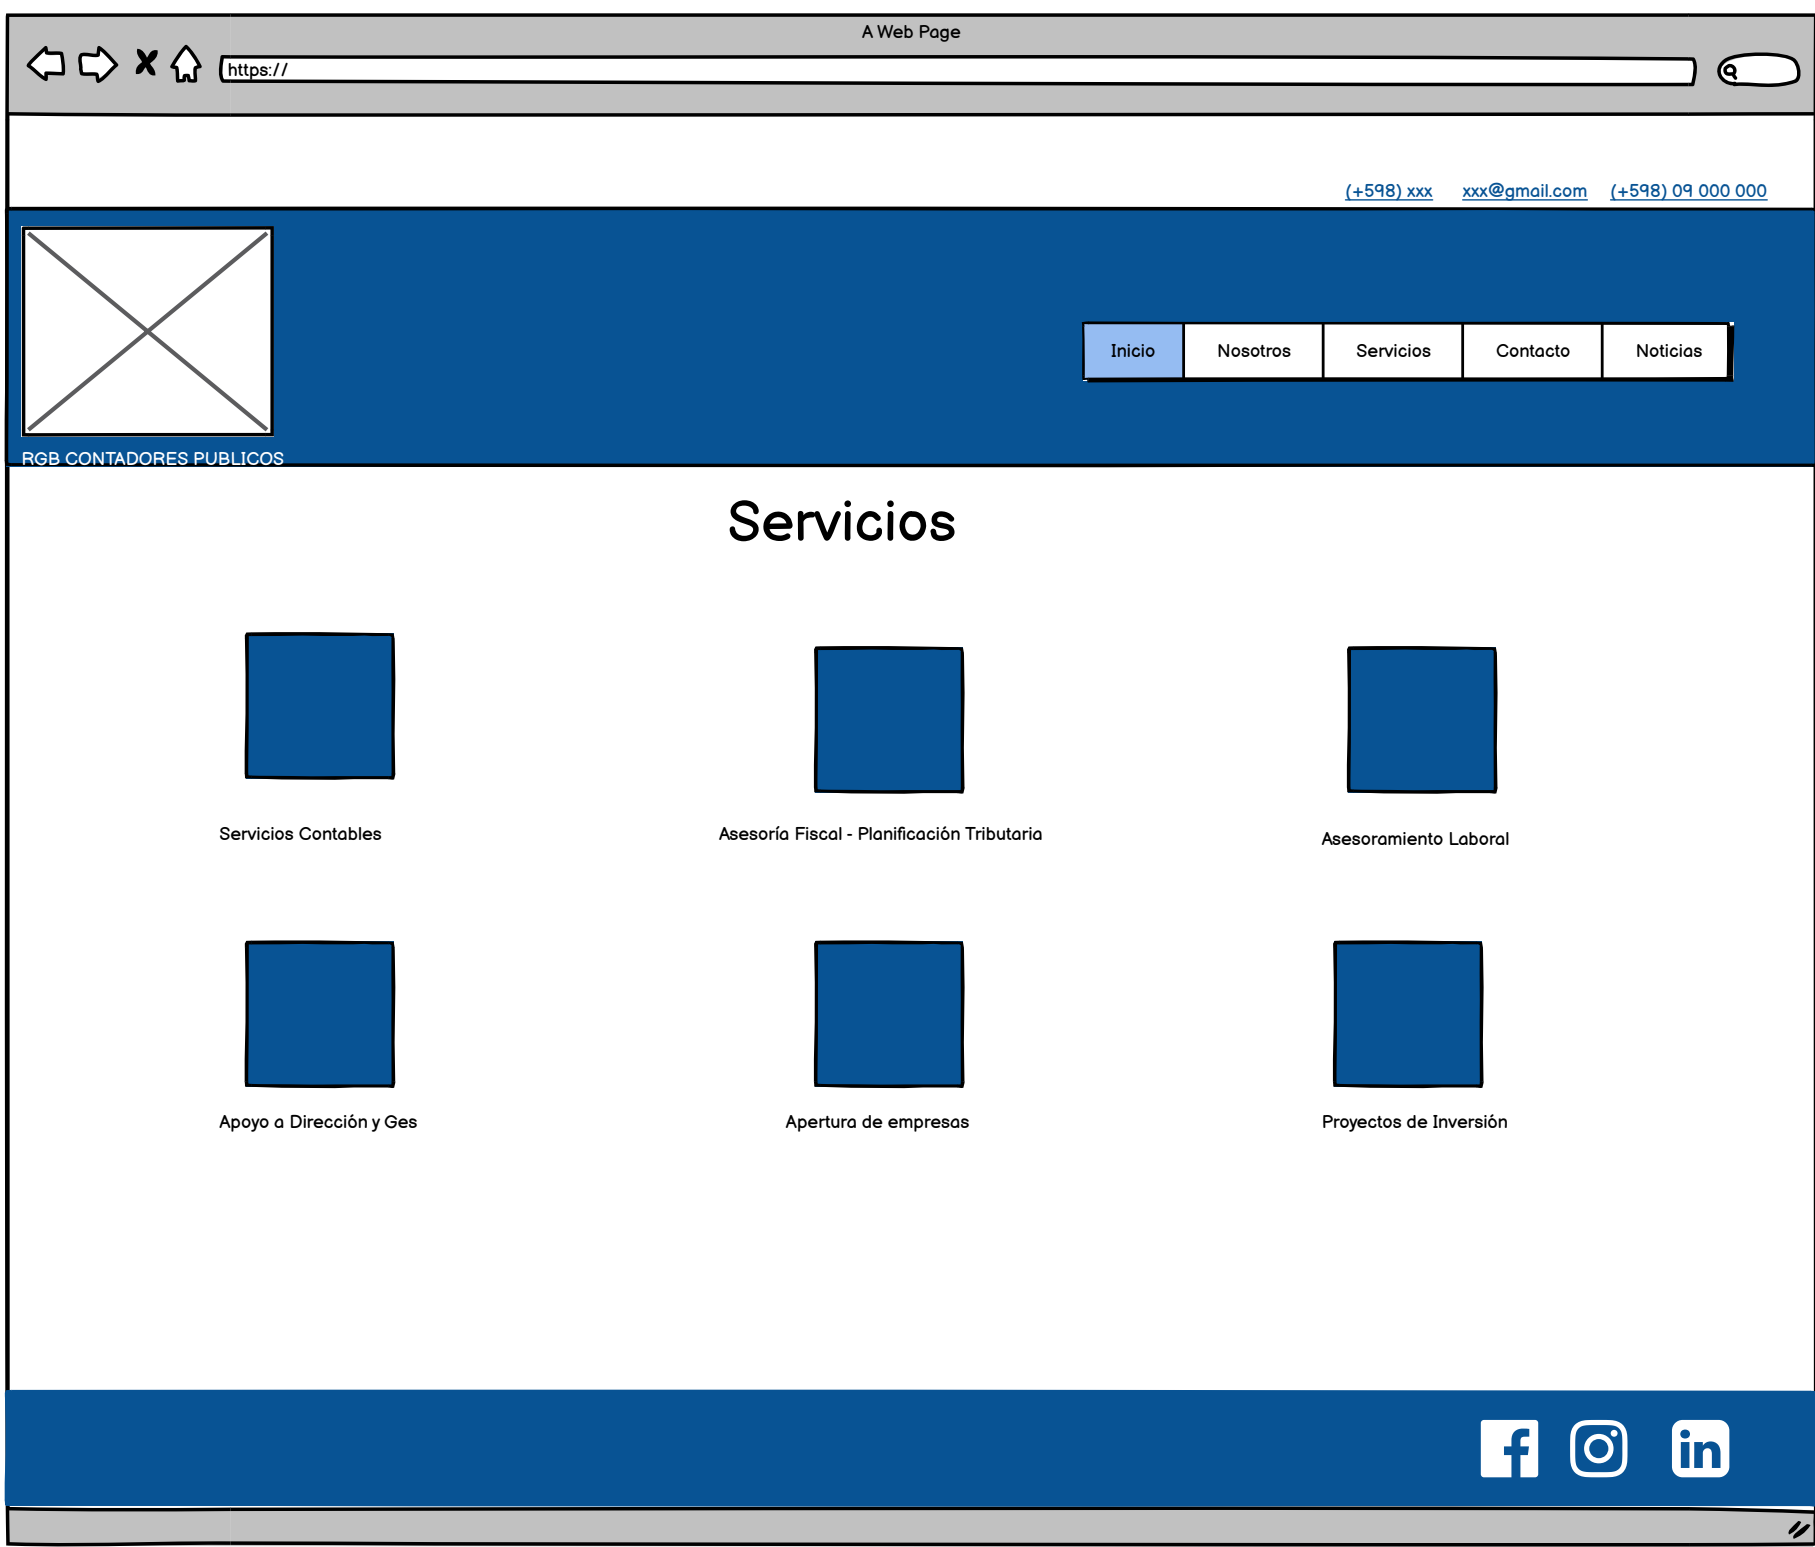 A Web Page
https://
(+598) xxx xxx@gmail.com (+598) 09 000 000
Inicio Nosotros Servicios Contacto Noticias
RGB CONTADORES PUBLICOS
Servicios
Servicios Contables Asesoría Fiscal - Planificación Tributaria Asesoramiento Laboral
Apoyo a Dirección y Ges Apertura de empresas Proyectos de Inversión